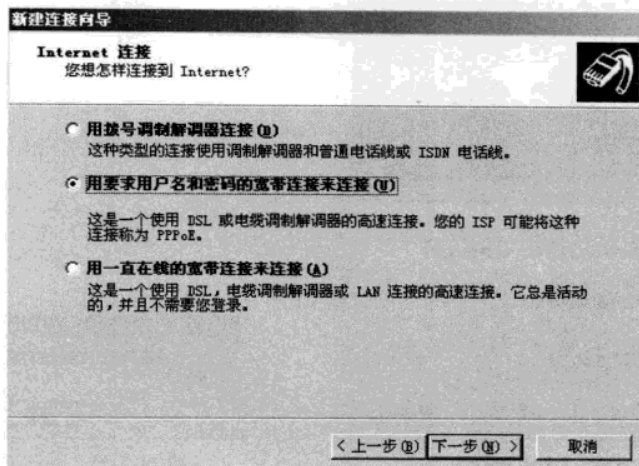 新建连接向导
Internet 连接
您想怎样连接到 Internet?
用拨号调制解调器连接(D)
这种类型的连接使用调制解调器和普通电话线或 ISDN 电话线。
用要求用户名和密码的宽带连接来连接(U)
这是一个使用 DSL 或电缆调制解调器的高速连接。您的 ISP 可能将这种
连接称为 PPPoE。
用一直在线的宽带连接来连接(A)
这是一个使用 DSL,电缆调制解调器或 LAN 连接的高速连接。它总是活动
的,并且不需要您登录。
< 上一步(B) 下一步(N) > 取消